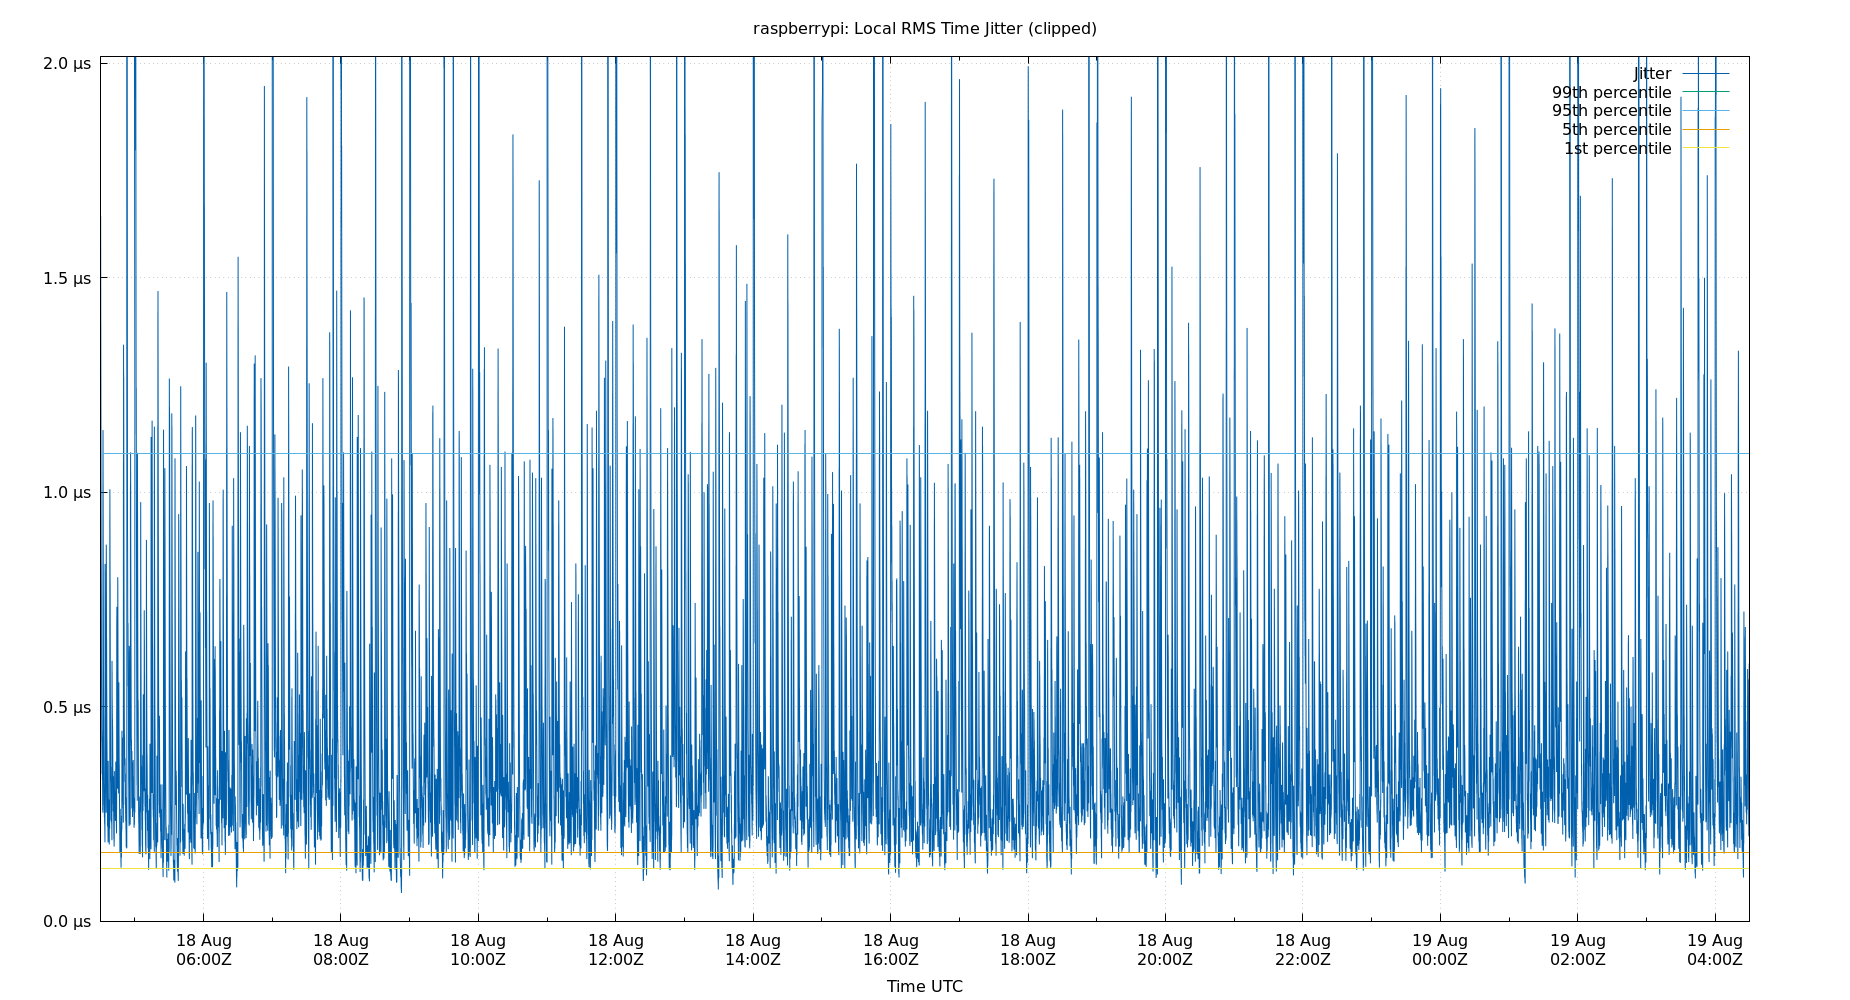 raspberrypi: Local RMS Time Jitter (clipped)
2.0 μs
1.5 μs
1.0 μs
0.5 μs
0.0 μs
Jitter
99th percentile
95th percentile
5th percentile
1st percentile
18 Aug 18 Aug 18 Aug 18 Aug 18 Aug 18 Aug 18 Aug 18 Aug 18 Aug 19 Aug 19 Aug 19 Aug
06:00Z 08:00Z 10:00Z 12:00Z 14:00Z 16:00Z 18:00Z 20:00Z 22:00Z 00:00Z 02:00Z 04:00Z
Time UTC